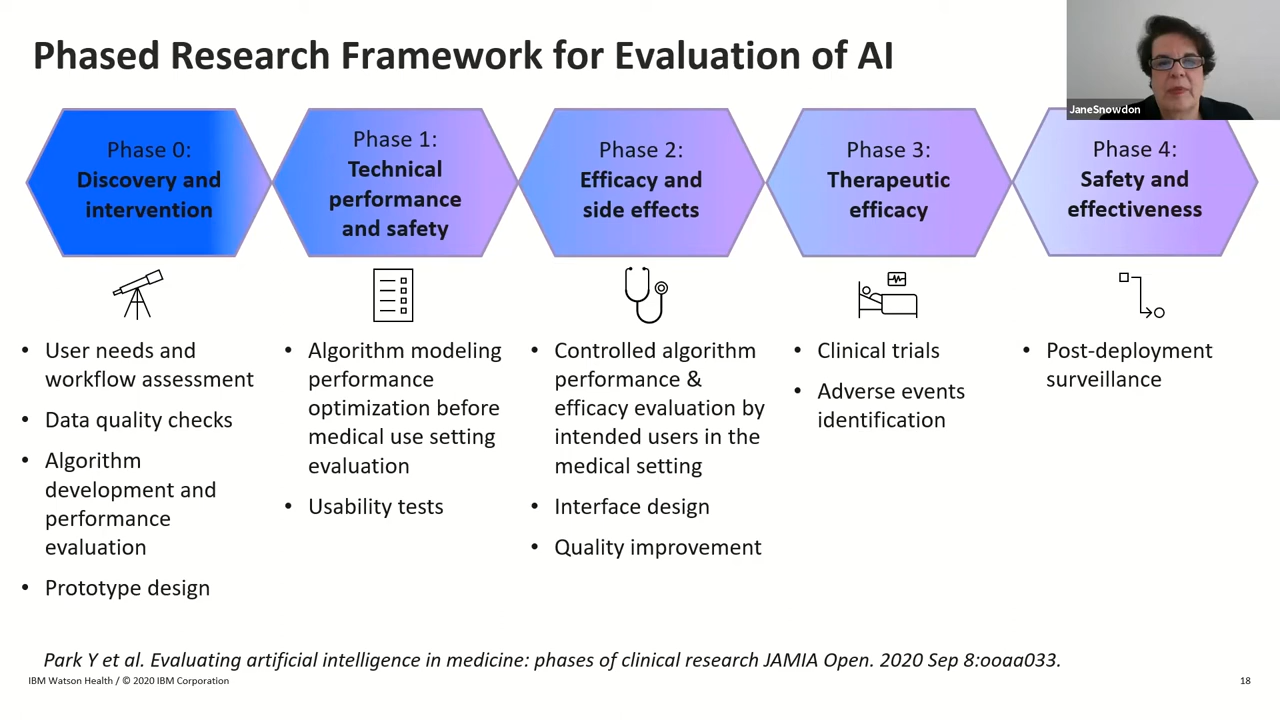 Phased Research Framework for Evaluation of AI
JaneSnowdon
Phase 0:
Discovery and
intervention
Phase 1:
Technical
performance
and safety
Phase 2:
Efficacy and
side effects
Phase 3:
Therapeutic
efficacy
Phase 4:
Safety and
effectiveness
• User needs and
workflow assessment
• Data quality checks
• Algorithm
development and
performance
evaluation
• Prototype design
• Algorithm modeling
performance
optimization before
medical use setting
evaluation
• Usability tests
• Controlled algorithm
performance &
efficacy evaluation by
intended users in the
medical setting
• Interface design
• Quality improvement
• Clinical trials
• Adverse events
identification
• Post-deployment
surveillance
Park Y et al. Evaluating artificial intelligence in medicine: phases of clinical research JAMIA Open. 2020 Sep 8:ooaa033.
IBM Watson Health / © 2020 IBM Corporation
18